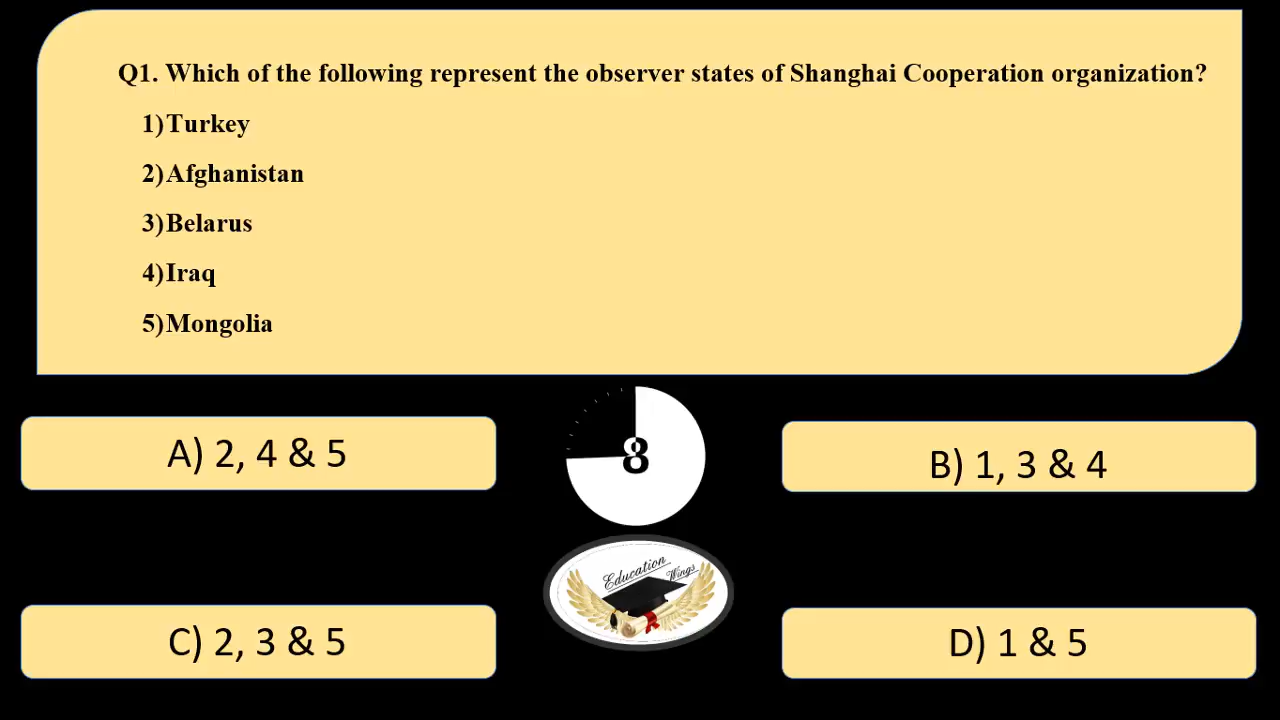 Q1. Which of the following represent the observer states of Shanghai Cooperation organization?
1)Turkey
2)Afghanistan
3)Belarus
4)Iraq
5)Mongolia
A) 2, 4 & 5
8
B) 1, 3 & 4
Education
Wings
C) 2, 3 & 5
D) 1 & 5